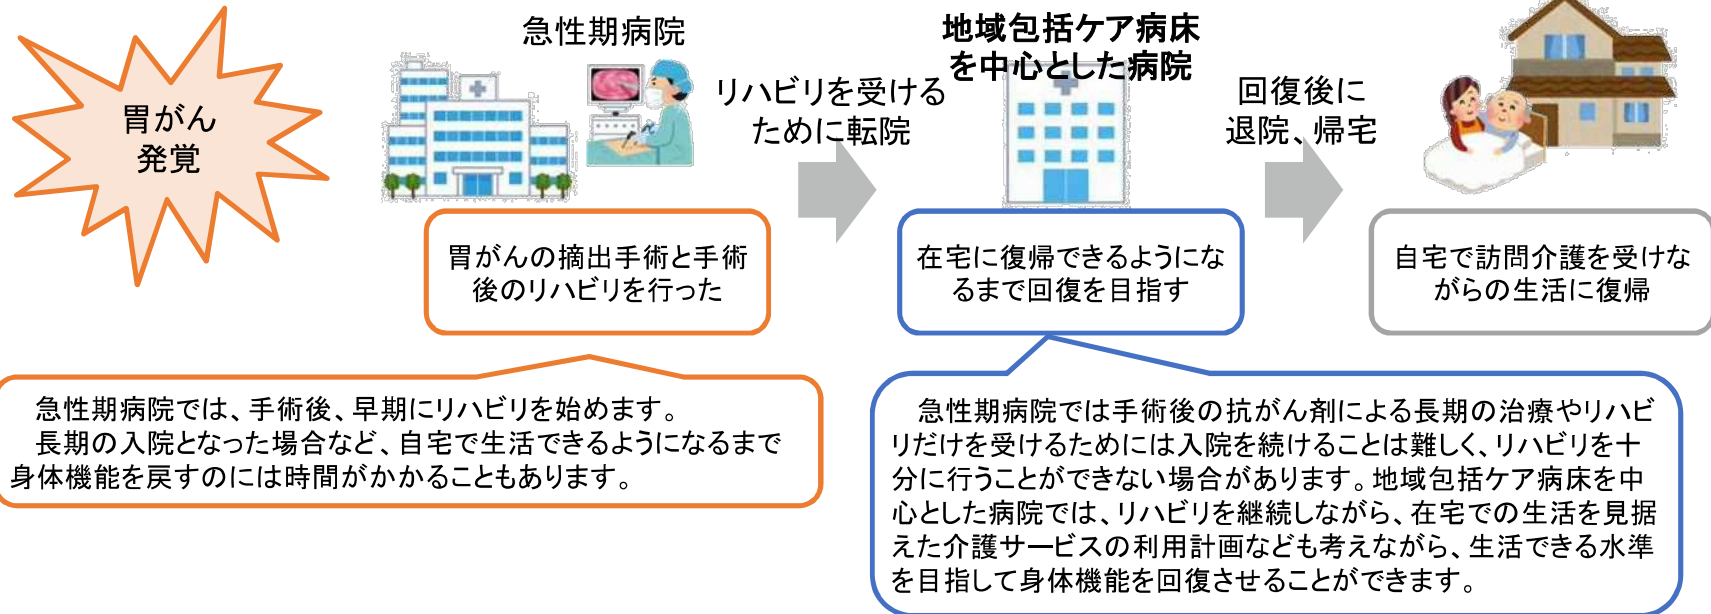 胃がん
発覚
急性期病院
胃がんの摘出手術と手術
後のリハビリを行った
リハビリを受ける
ために転院
地域包括ケア病床
を中心とした病院
在宅に復帰できるようにな
るまで回復を目指す
回復後に
退院、帰宅
自宅で訪問介護を受けな
がらの生活に復帰
急性期病院では、手術後、早期にリハビリを始めます。
長期の入院となった場合など、自宅で生活できるようになるまで
身体機能を戻すのには時間がかかることもあります。
急性期病院では手術後の抗がん剤による長期の治療やリハビ
リだけを受けるためには入院を続けることは難しく、リハビリを十
分に行うことができない場合があります。地域包括ケア病床を中
心とした病院では、リハビリを継続しながら、在宅での生活を見据
えた介護サービスの利用計画なども考えながら、生活できる水準
を目指して身体機能を回復させることができます。